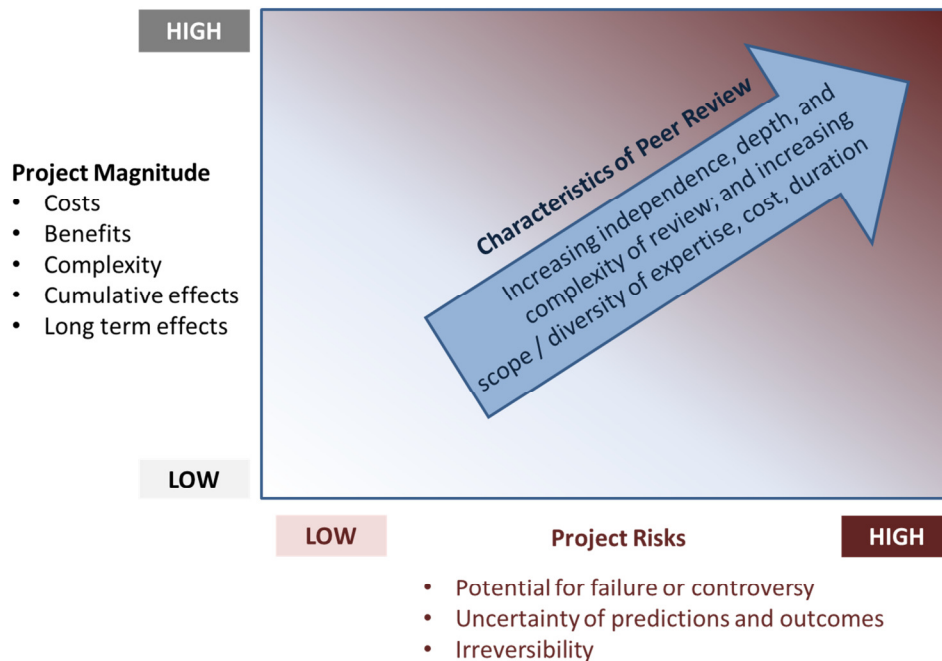 HIGH
Project Magnitude
• Costs
• Benefits
• Complexity
• Cumulative effects
• Long term effects
LOW
Characteristics of Peer Review
Increasing independence, depth, and
complexity of review; and increasing
scope / diversity of expertise, cost, duration
LOW
Project Risks
HIGH
• Potential for failure or controversy
• Uncertainty of predictions and outcomes
• Irreversibility